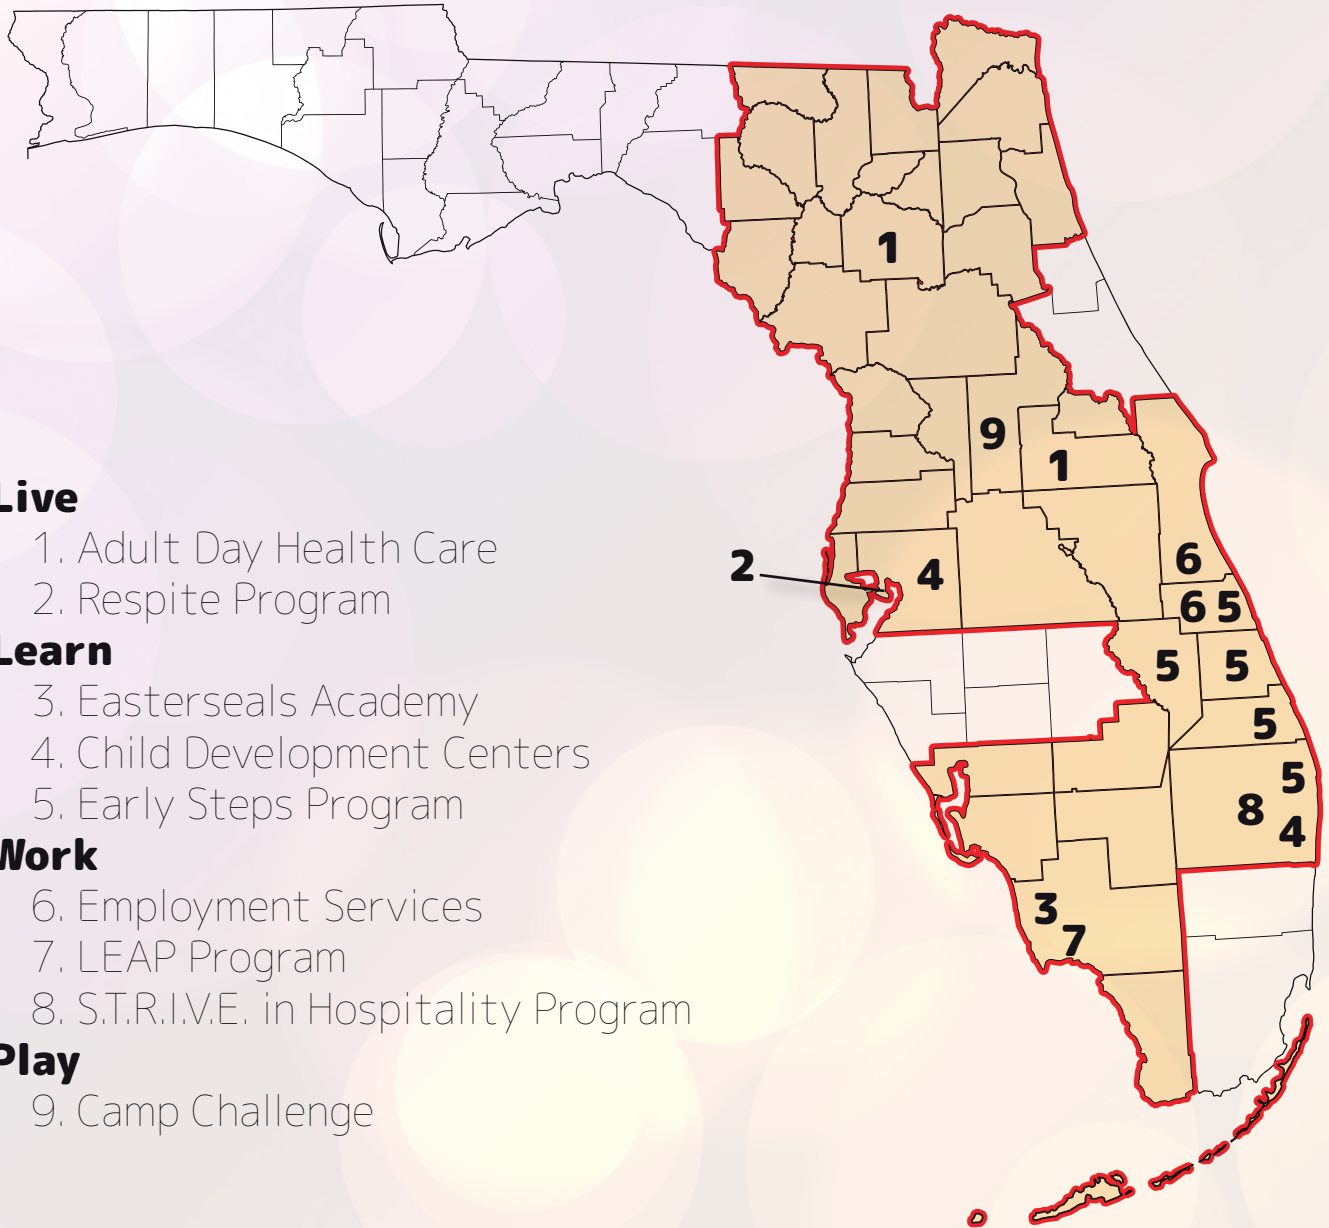 Live
1. Adult Day Health Care
2. Respite Program
Learn
3. Easterseals Academy
4. Child Development Centers
5. Early Steps Program
Work
6. Employment Services
7. LEAP Program
8. S.T.R.I.V.E. in Hospitality Program
Play
9. Camp Challenge
1
9
1
2
4
6
6 5
5 5
5
5
8
4
3
7